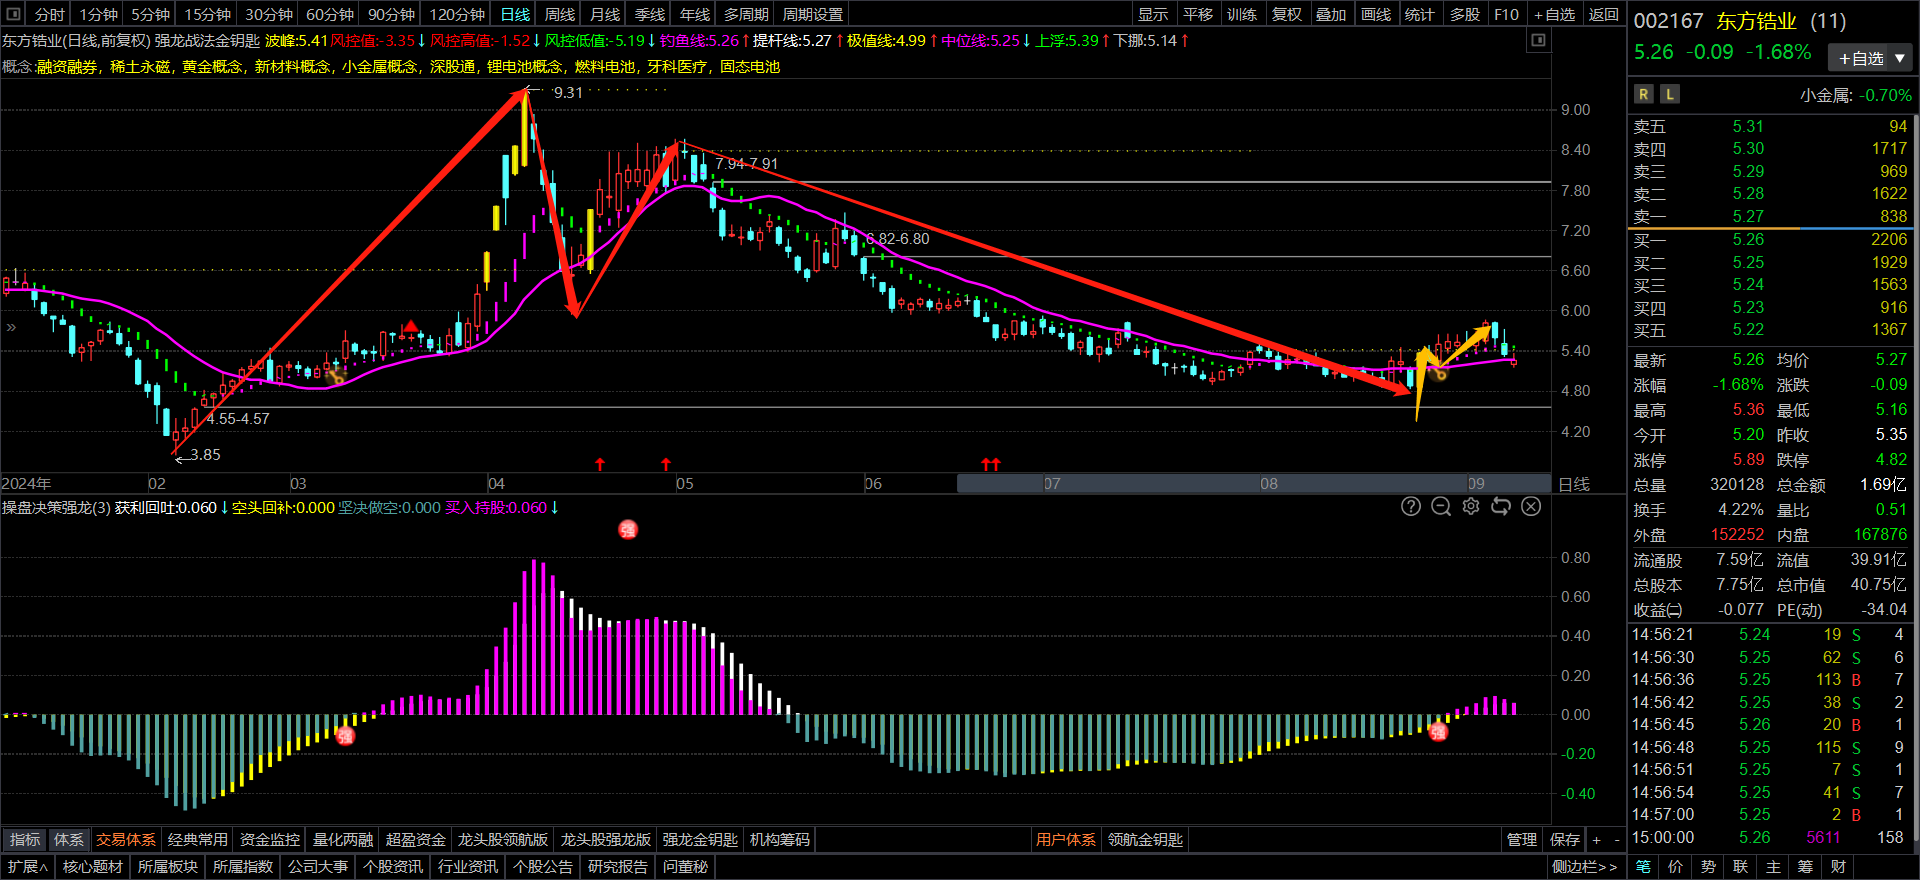 分时 1分钟 5分钟 15分钟 30分钟 60分钟 90分钟 120分钟 日线 周线 月线 季线 年线 多周期 周期设置 显示 平移 训练 复权 叠加 画线 统计 多股 F10 +自选 返回
东方锆业(日线,前复权) 强龙战法金钥匙 波峰:5.41 风控值:-3.35↓ 风控高值:-1.52↓ 风控低值:-5.19↓ 钓鱼线:5.26↑ 提杆线:5.27↑ 极值线:4.99↑ 中位线:5.25↓ 上浮:5.39↑ 下挪:5.14↑
概念:融资融券, 稀土永磁, 黄金概念, 新材料概念, 小金属概念, 深股通, 锂电池概念, 燃料电池, 牙科医疗, 固态电池
9.31
9.00
8.40
7.94-7.91
7.80
7.20
6.82-6.80
6.60
6.00
5.40
4.80
4.55-4.57
4.20
3.85
2024年 02 03 04 05 06 07 08 09 日线
操盘决策强龙(3) 获利回吐:0.060↓ 空头回补:0.000 坚决做空:0.000 买入持股:0.060↓
强
强
强
0.80
0.60
0.40
0.20
0.00
-0.20
-0.40
指标 体系 交易体系 经典常用 资金监控 量化两融 超盈资金 龙头股领航版 龙头股强龙版 强龙金钥匙 机构筹码 用户体系 领航金钥匙 管理 保存 + -
扩展∧ 核心题材 所属板块 所属指数 公司大事 个股资讯 行业资讯 个股公告 研究报告 问董秘 侧边栏>>
002167 东方锆业 (11)
5.26 -0.09 -1.68% +自选▼
R L 小金属: -0.70%
卖五 5.31 94
卖四 5.30 1717
卖三 5.29 969
卖二 5.28 1622
卖一 5.27 838
买一 5.26 2206
买二 5.25 1929
买三 5.24 1563
买四 5.23 916
买五 5.22 1367
最新 5.26 均价 5.27
涨幅 -1.68% 涨跌 -0.09
最高 5.36 最低 5.16
今开 5.20 昨收 5.35
涨停 5.89 跌停 4.82
总量 320128 总金额 1.69亿
换手 4.22% 量比 0.51
外盘 152252 内盘 167876
流通股 7.59亿 流值 39.91亿
总股本 7.75亿 总市值 40.75亿
收益㈡ -0.077 PE(动) -34.04
14:56:21 5.24 19 S 4
14:56:30 5.25 62 S 6
14:56:36 5.25 113 B 7
14:56:42 5.25 38 S 2
14:56:45 5.26 20 B 1
14:56:48 5.25 115 S 9
14:56:51 5.25 7 S 1
14:56:54 5.25 41 S 7
14:57:00 5.25 2 B 1
15:00:00 5.26 5611 158
笔 价 势 联 主 筹 财